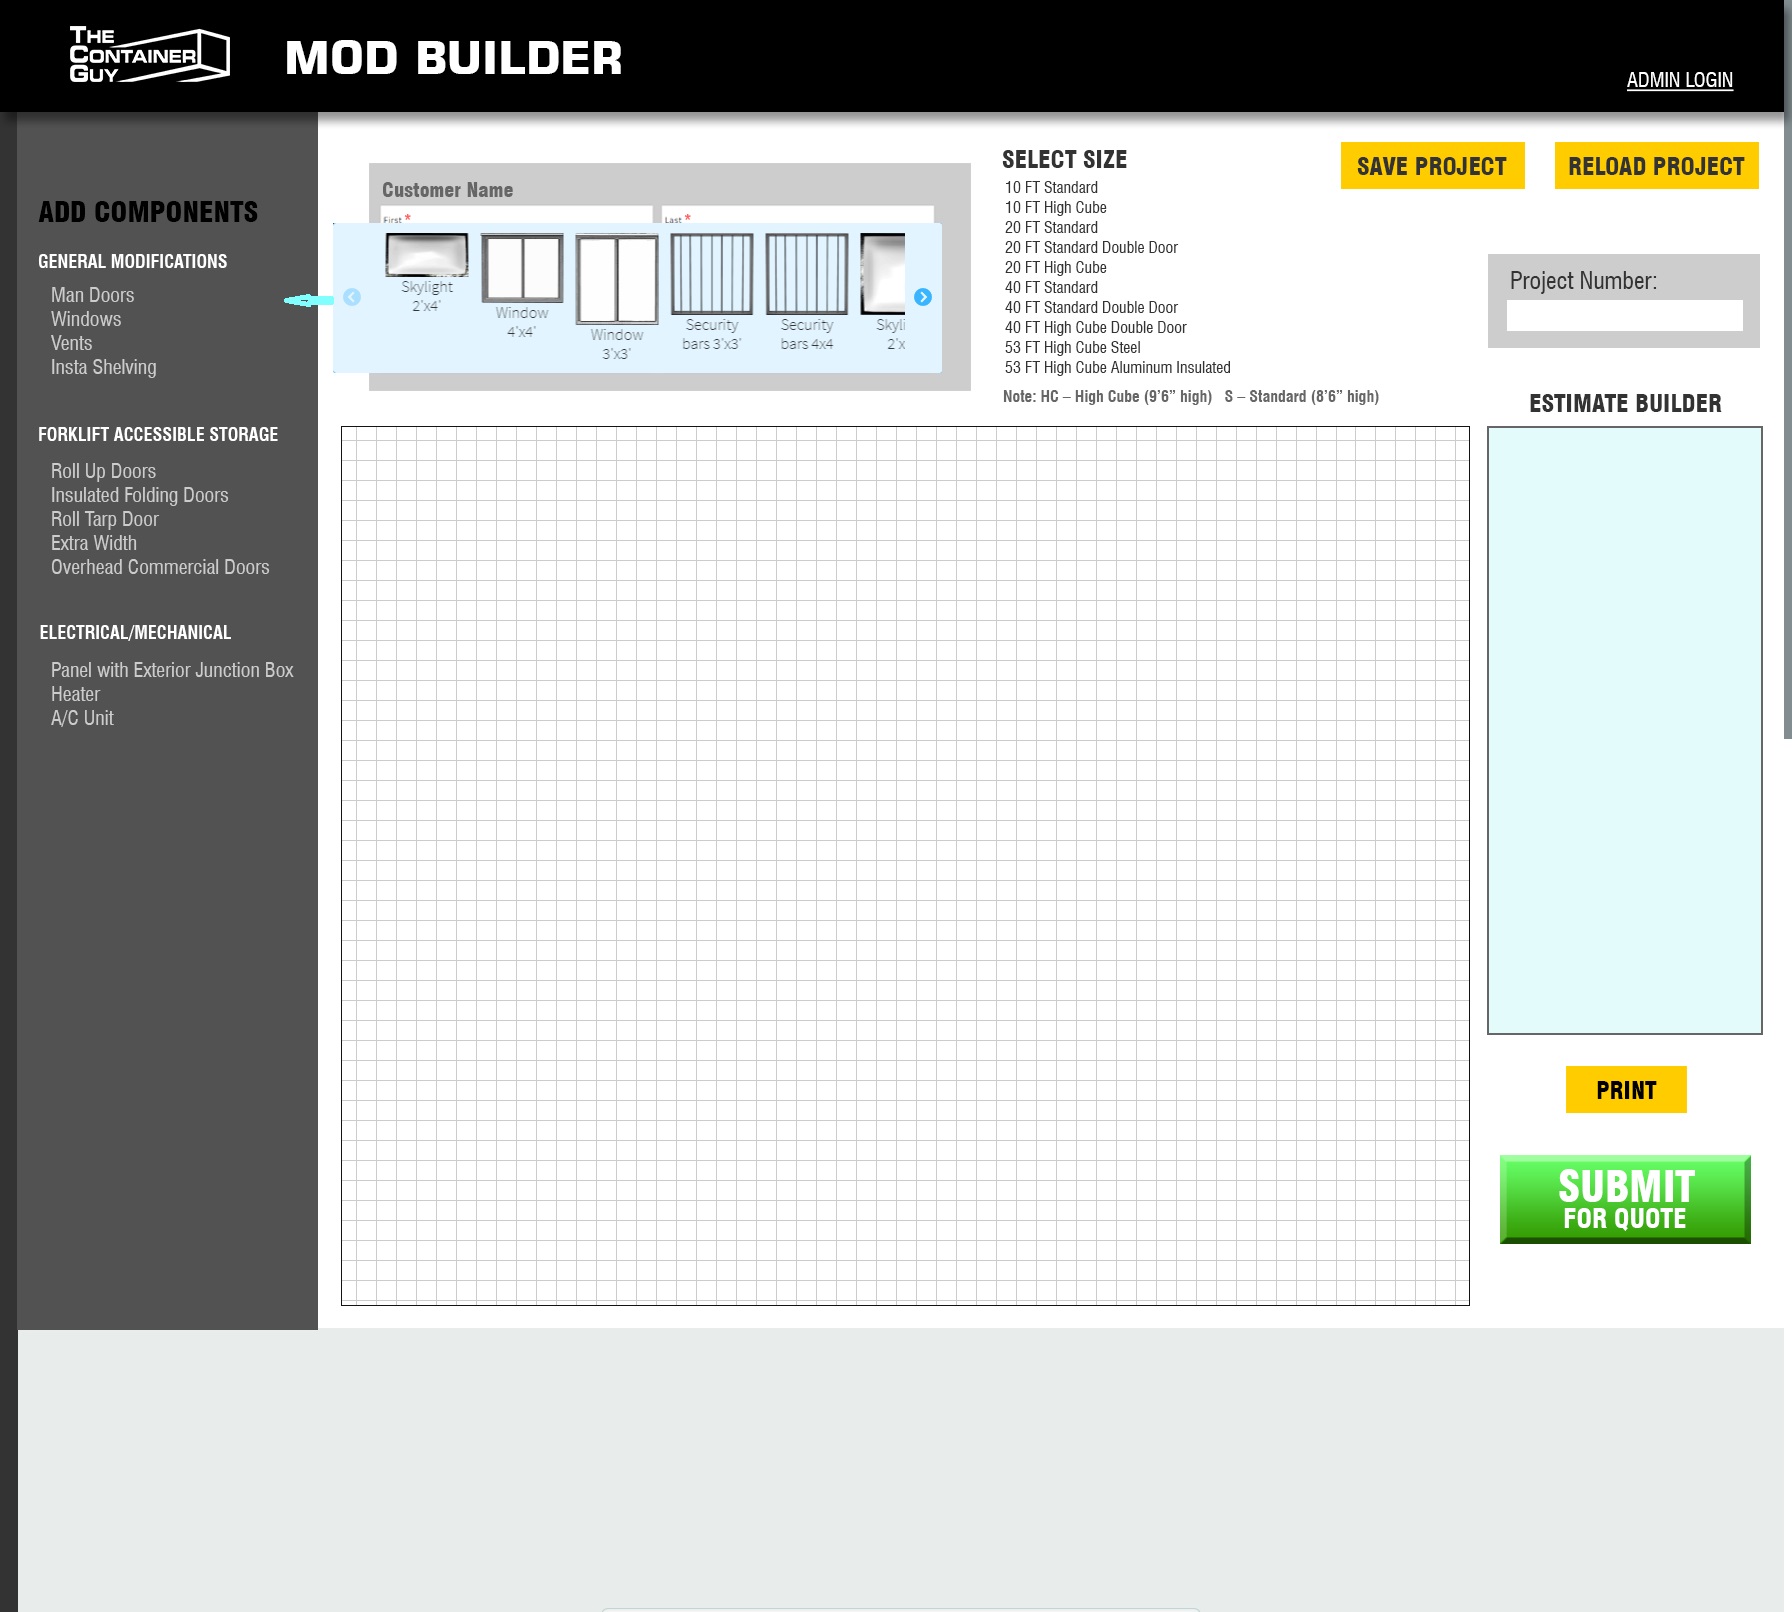 THE
CONTAINER
GUY
MOD BUILDER
ADMIN LOGIN
ADD COMPONENTS
GENERAL MODIFICATIONS
Man Doors
Windows
Vents
Insta Shelving
FORKLIFT ACCESSIBLE STORAGE
Roll Up Doors
Insulated Folding Doors
Roll Tarp Door
Extra Width
Overhead Commercial Doors
ELECTRICAL/MECHANICAL
Panel with Exterior Junction Box
Heater
A/C Unit
Customer Name
First *
Last *
Skylight
2'x4'
Window
4'x4'
Window
3'x3'
Security
bars 3'x3'
Security
bars 4x4
Skyli
2'x
SELECT SIZE
10 FT Standard
10 FT High Cube
20 FT Standard
20 FT Standard Double Door
20 FT High Cube
40 FT Standard
40 FT Standard Double Door
40 FT High Cube Double Door
53 FT High Cube Steel
53 FT High Cube Aluminum Insulated
Note: HC – High Cube (9’6” high) S – Standard (8’6” high)
SAVE PROJECT
RELOAD PROJECT
Project Number:
ESTIMATE BUILDER
PRINT
SUBMIT
FOR QUOTE